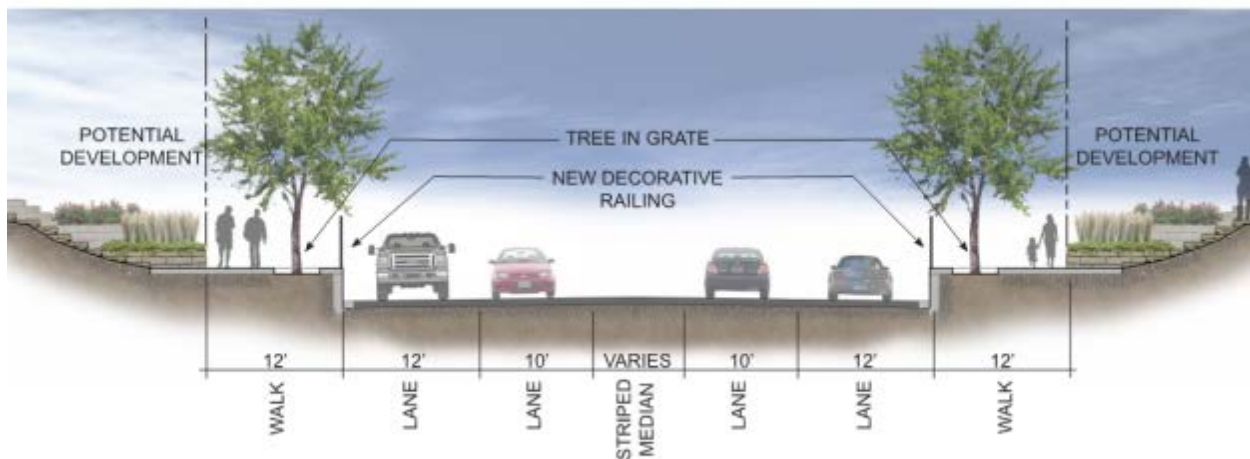 POTENTIAL
DEVELOPMENT
TREE IN GRATE
NEW DECORATIVE
RAILING
POTENTIAL
DEVELOPMENT
12’
12’
10’
VARIES
10’
12’
12’
WALK
LANE
LANE
STRIPED
MEDIAN
LANE
LANE
WALK